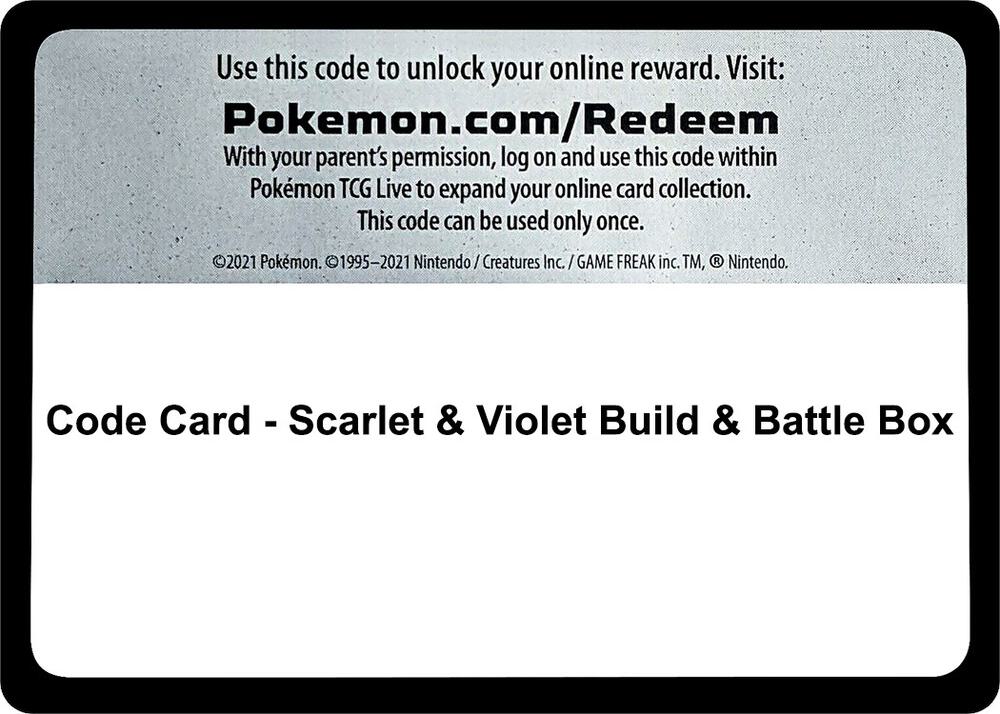 Use this code to unlock your online reward. Visit:
Pokemon.com/Redeem
With your parent's permission, log on and use this code within
Pokémon TCG Live to expand your online card collection.
This code can be used only once.
©2021 Pokémon. ©1995–2021 Nintendo / Creatures Inc. / GAME FREAK inc. TM, ® Nintendo.
Code Card - Scarlet & Violet Build & Battle Box